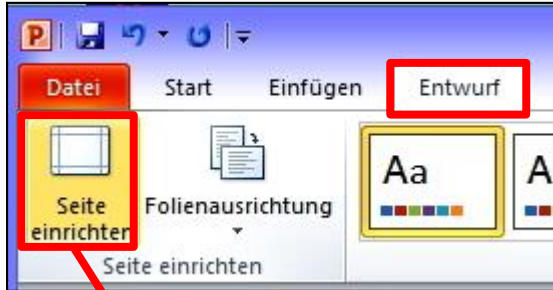 P
Datei Start Einfügen Entwurf
Seite einrichten
Folienausrichtung
Aa
A
Seite einrichten